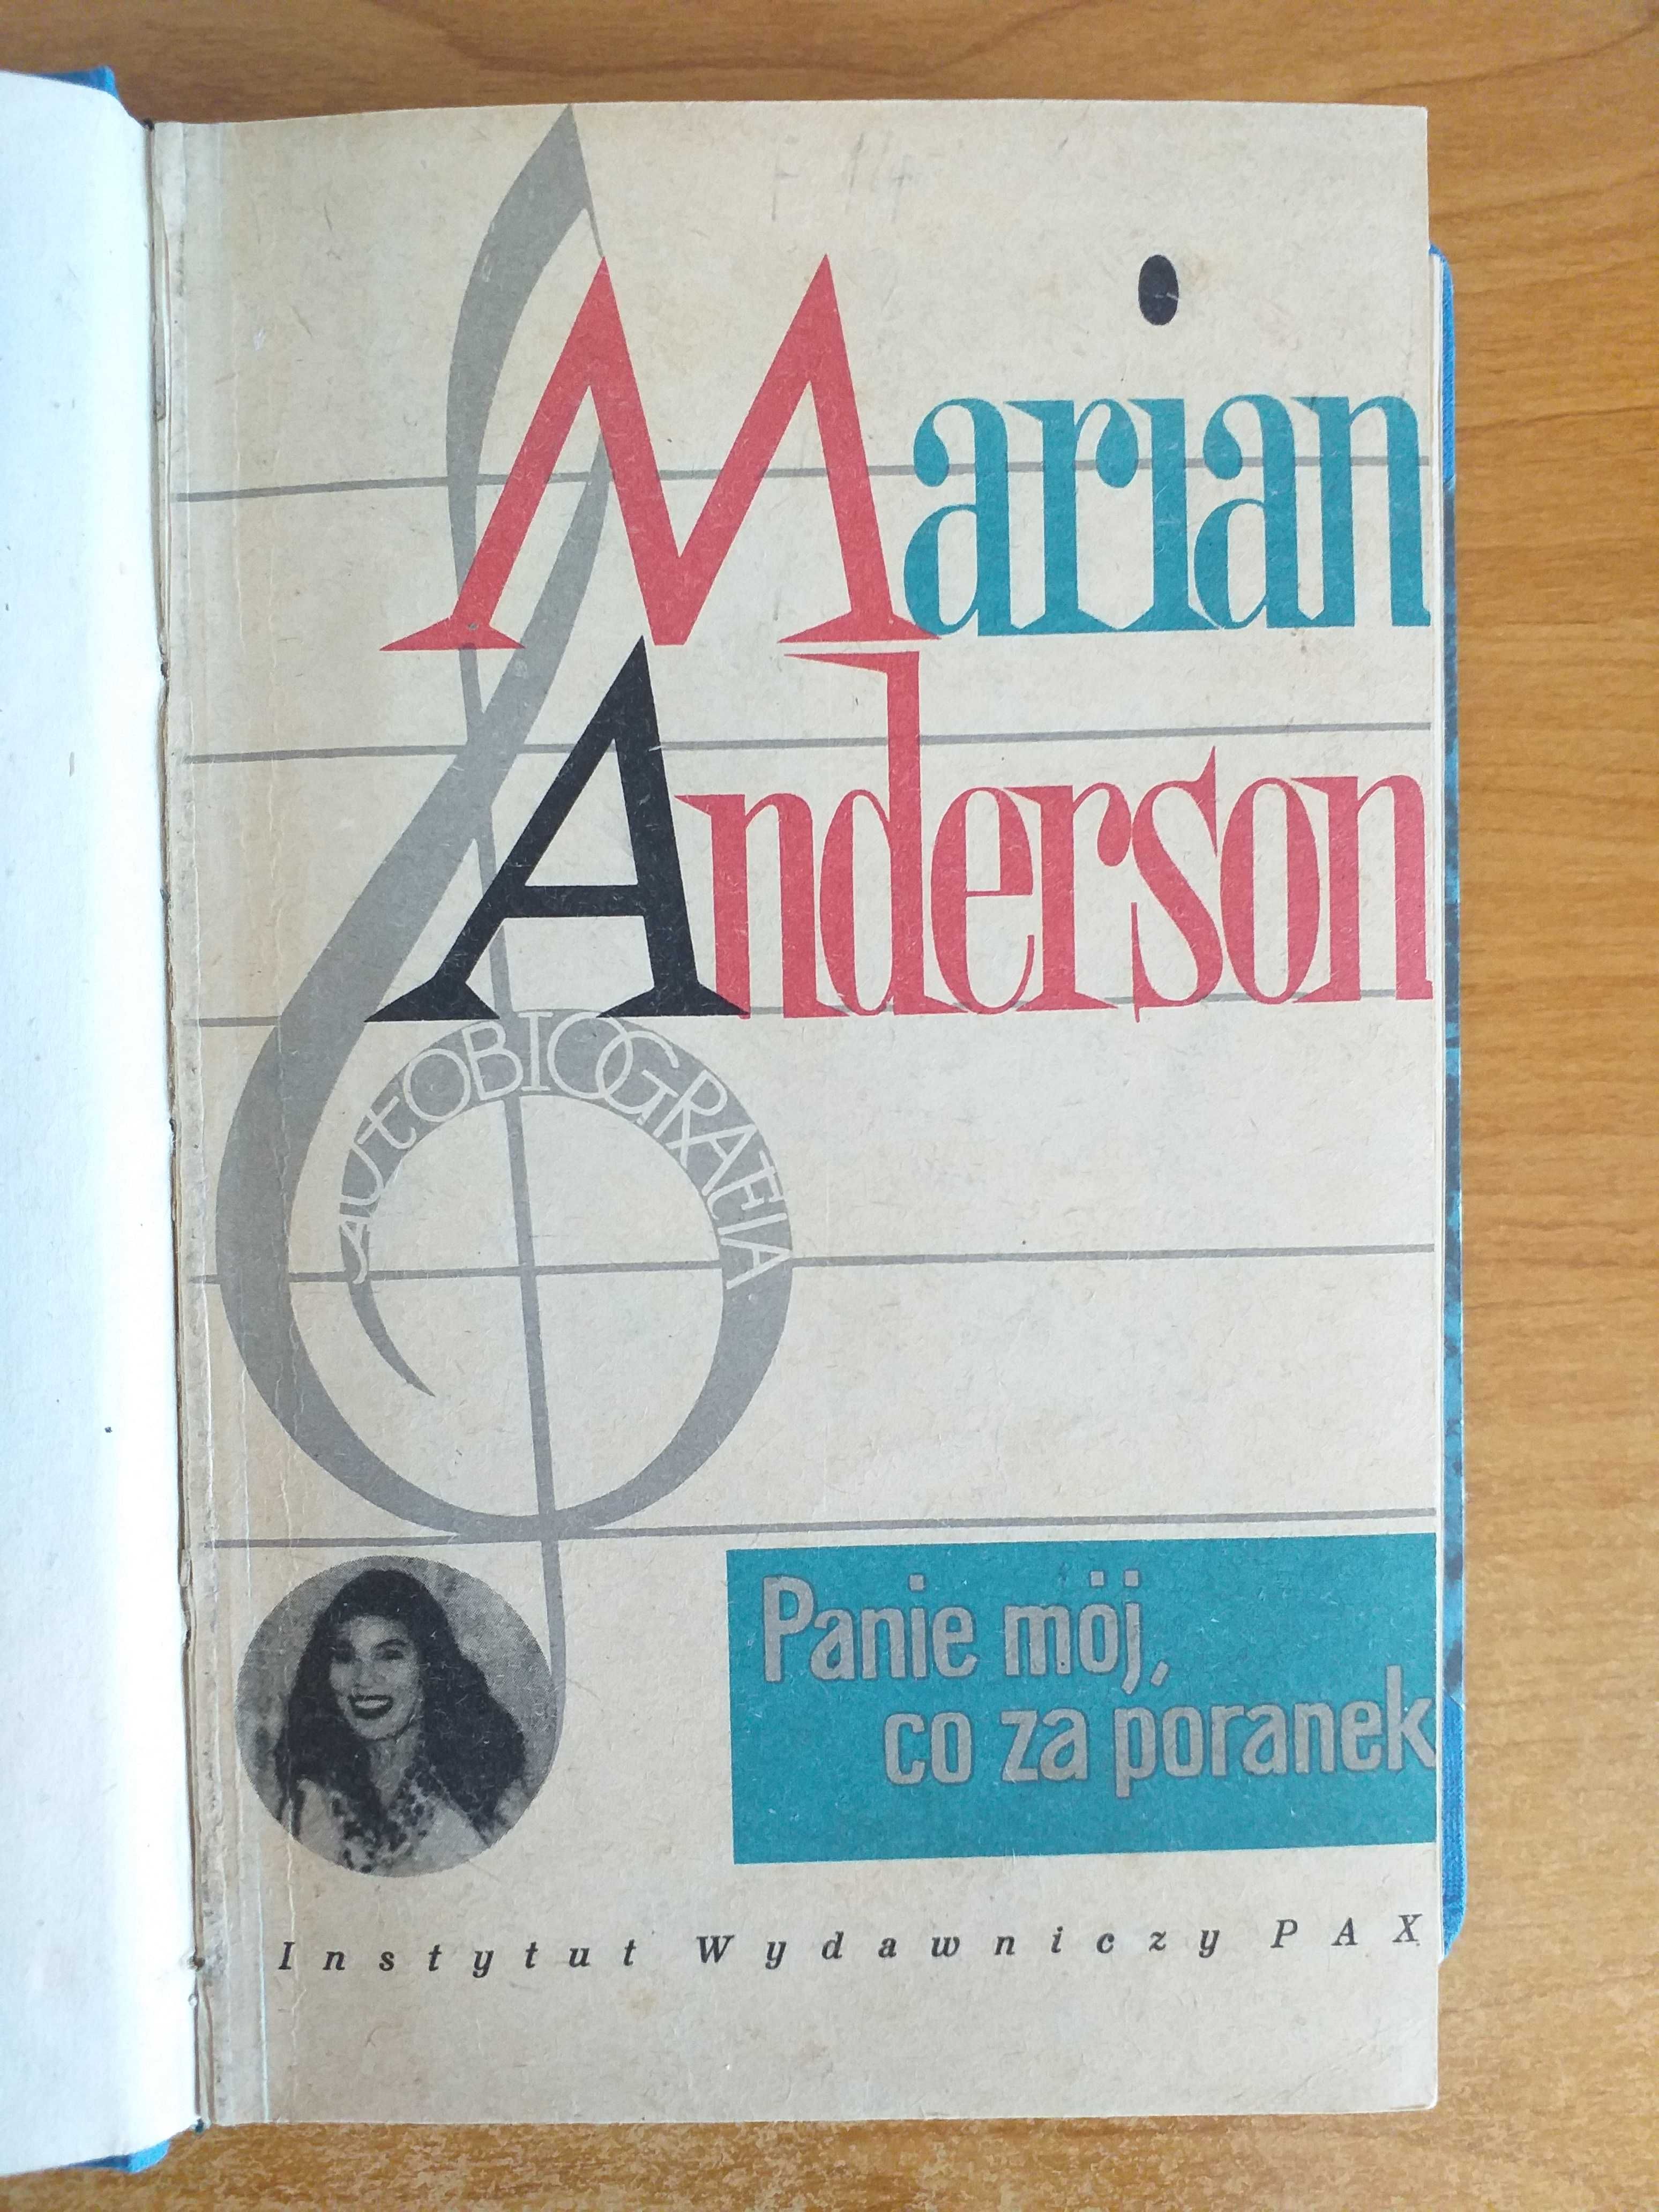 Marian
Anderson
AUtOBIOGRAFIA
Panie mój,
co za poranek
Instytut Wydawniczy PAX